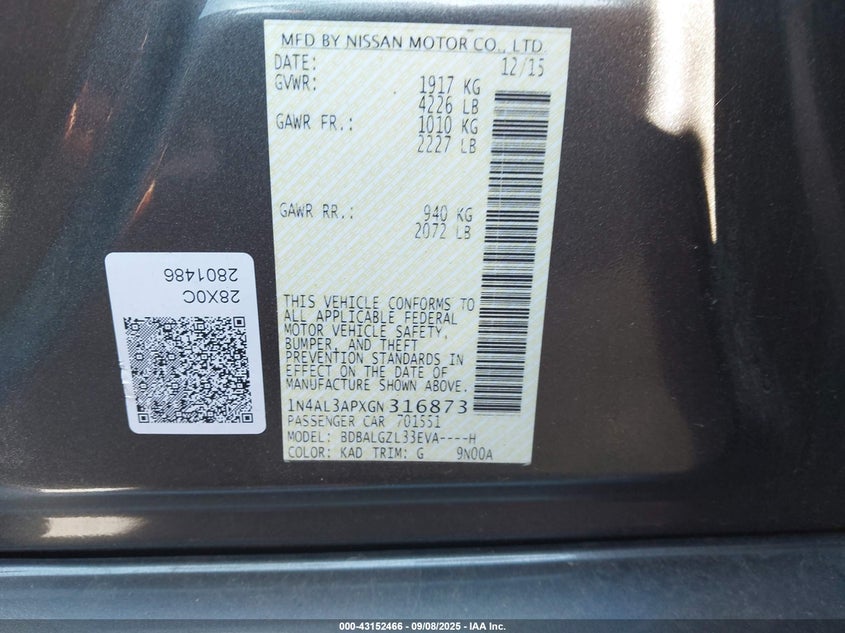 MFD BY NISSAN MOTOR CO., LTD.
DATE: 12/15
GVWR: 1917 KG
4226 LB
GAWR FR.: 1010 KG
2227 LB
GAWR RR.: 940 KG
2072 LB
THIS VEHICLE CONFORMS TO
ALL APPLICABLE FEDERAL
MOTOR VEHICLE SAFETY,
BUMPER, AND THEFT
PREVENTION STANDARDS IN
EFFECT ON THE DATE OF
MANUFACTURE SHOWN ABOVE.
1N4AL3APXGN316873
PASSENGER CAR 701551
MODEL: BDBALGZL33EVA----H
COLOR: KAD TRIM: G 9N00A
28X0C
2801486
000-43152466 - 09/08/2025 - IAA Inc.